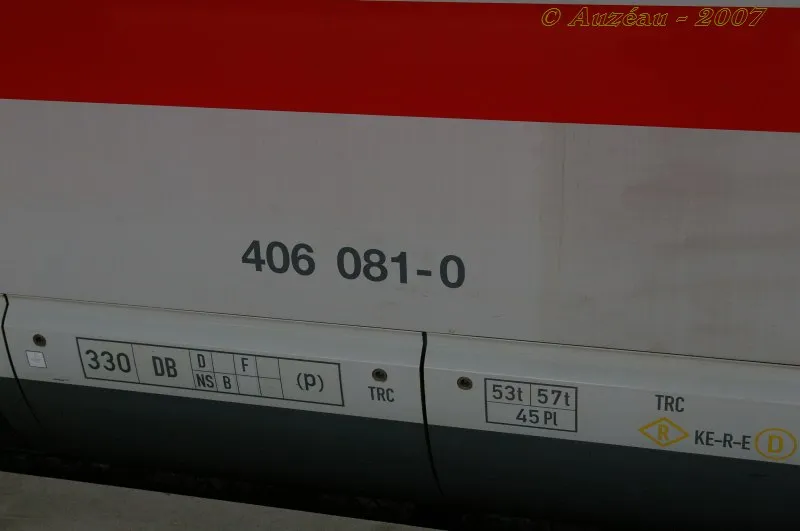 © Auzéau - 2007
406 081-0
330 DB D F (P)
NS B
TRC
53t 57t
45 Pl
TRC
R KE-R-E D